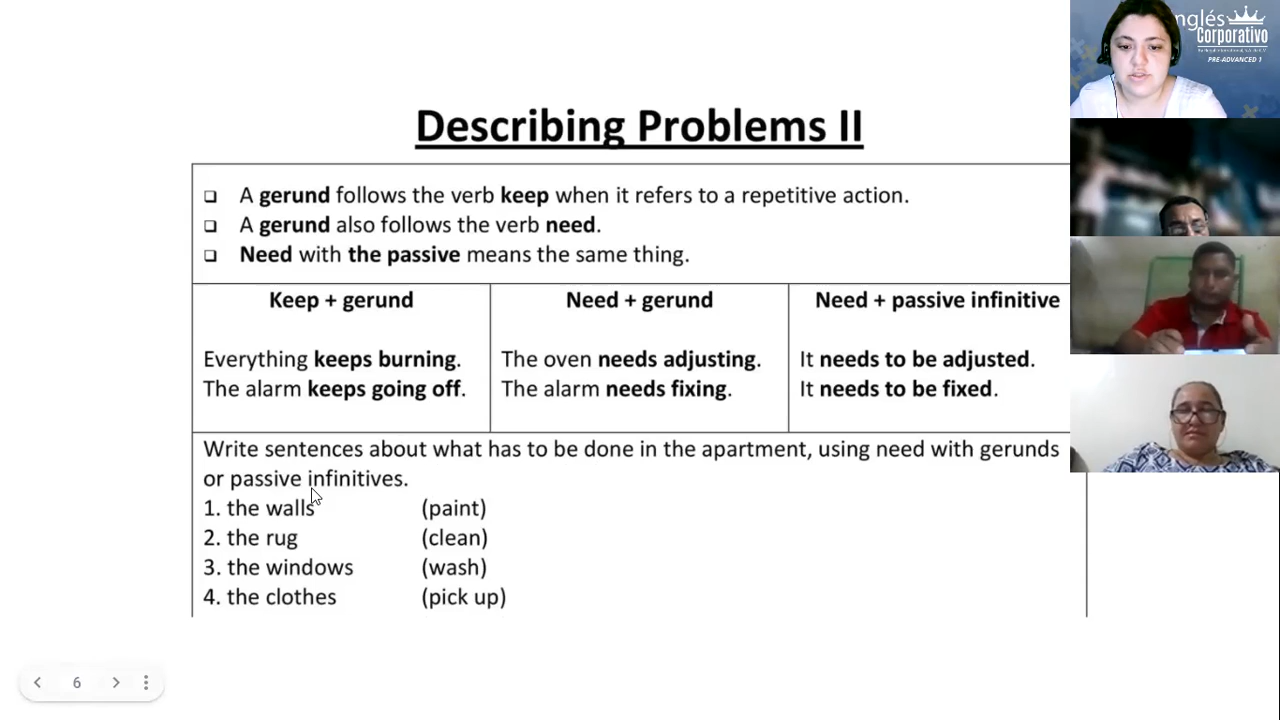 Describing Problems II
❑ A gerund follows the verb keep when it refers to a repetitive action.
❑ A gerund also follows the verb need.
❑ Need with the passive means the same thing.
Keep + gerund
Everything keeps burning.
The alarm keeps going off.
Need + gerund
The oven needs adjusting.
The alarm needs fixing.
Need + passive infinitive
It needs to be adjusted.
It needs to be fixed.
Write sentences about what has to be done in the apartment, using need with gerunds
or passive infinitives.
1. the walls (paint)
2. the rug (clean)
3. the windows (wash)
4. the clothes (pick up)
6
nglés
Corporativo
PRE-ADVANCED 1